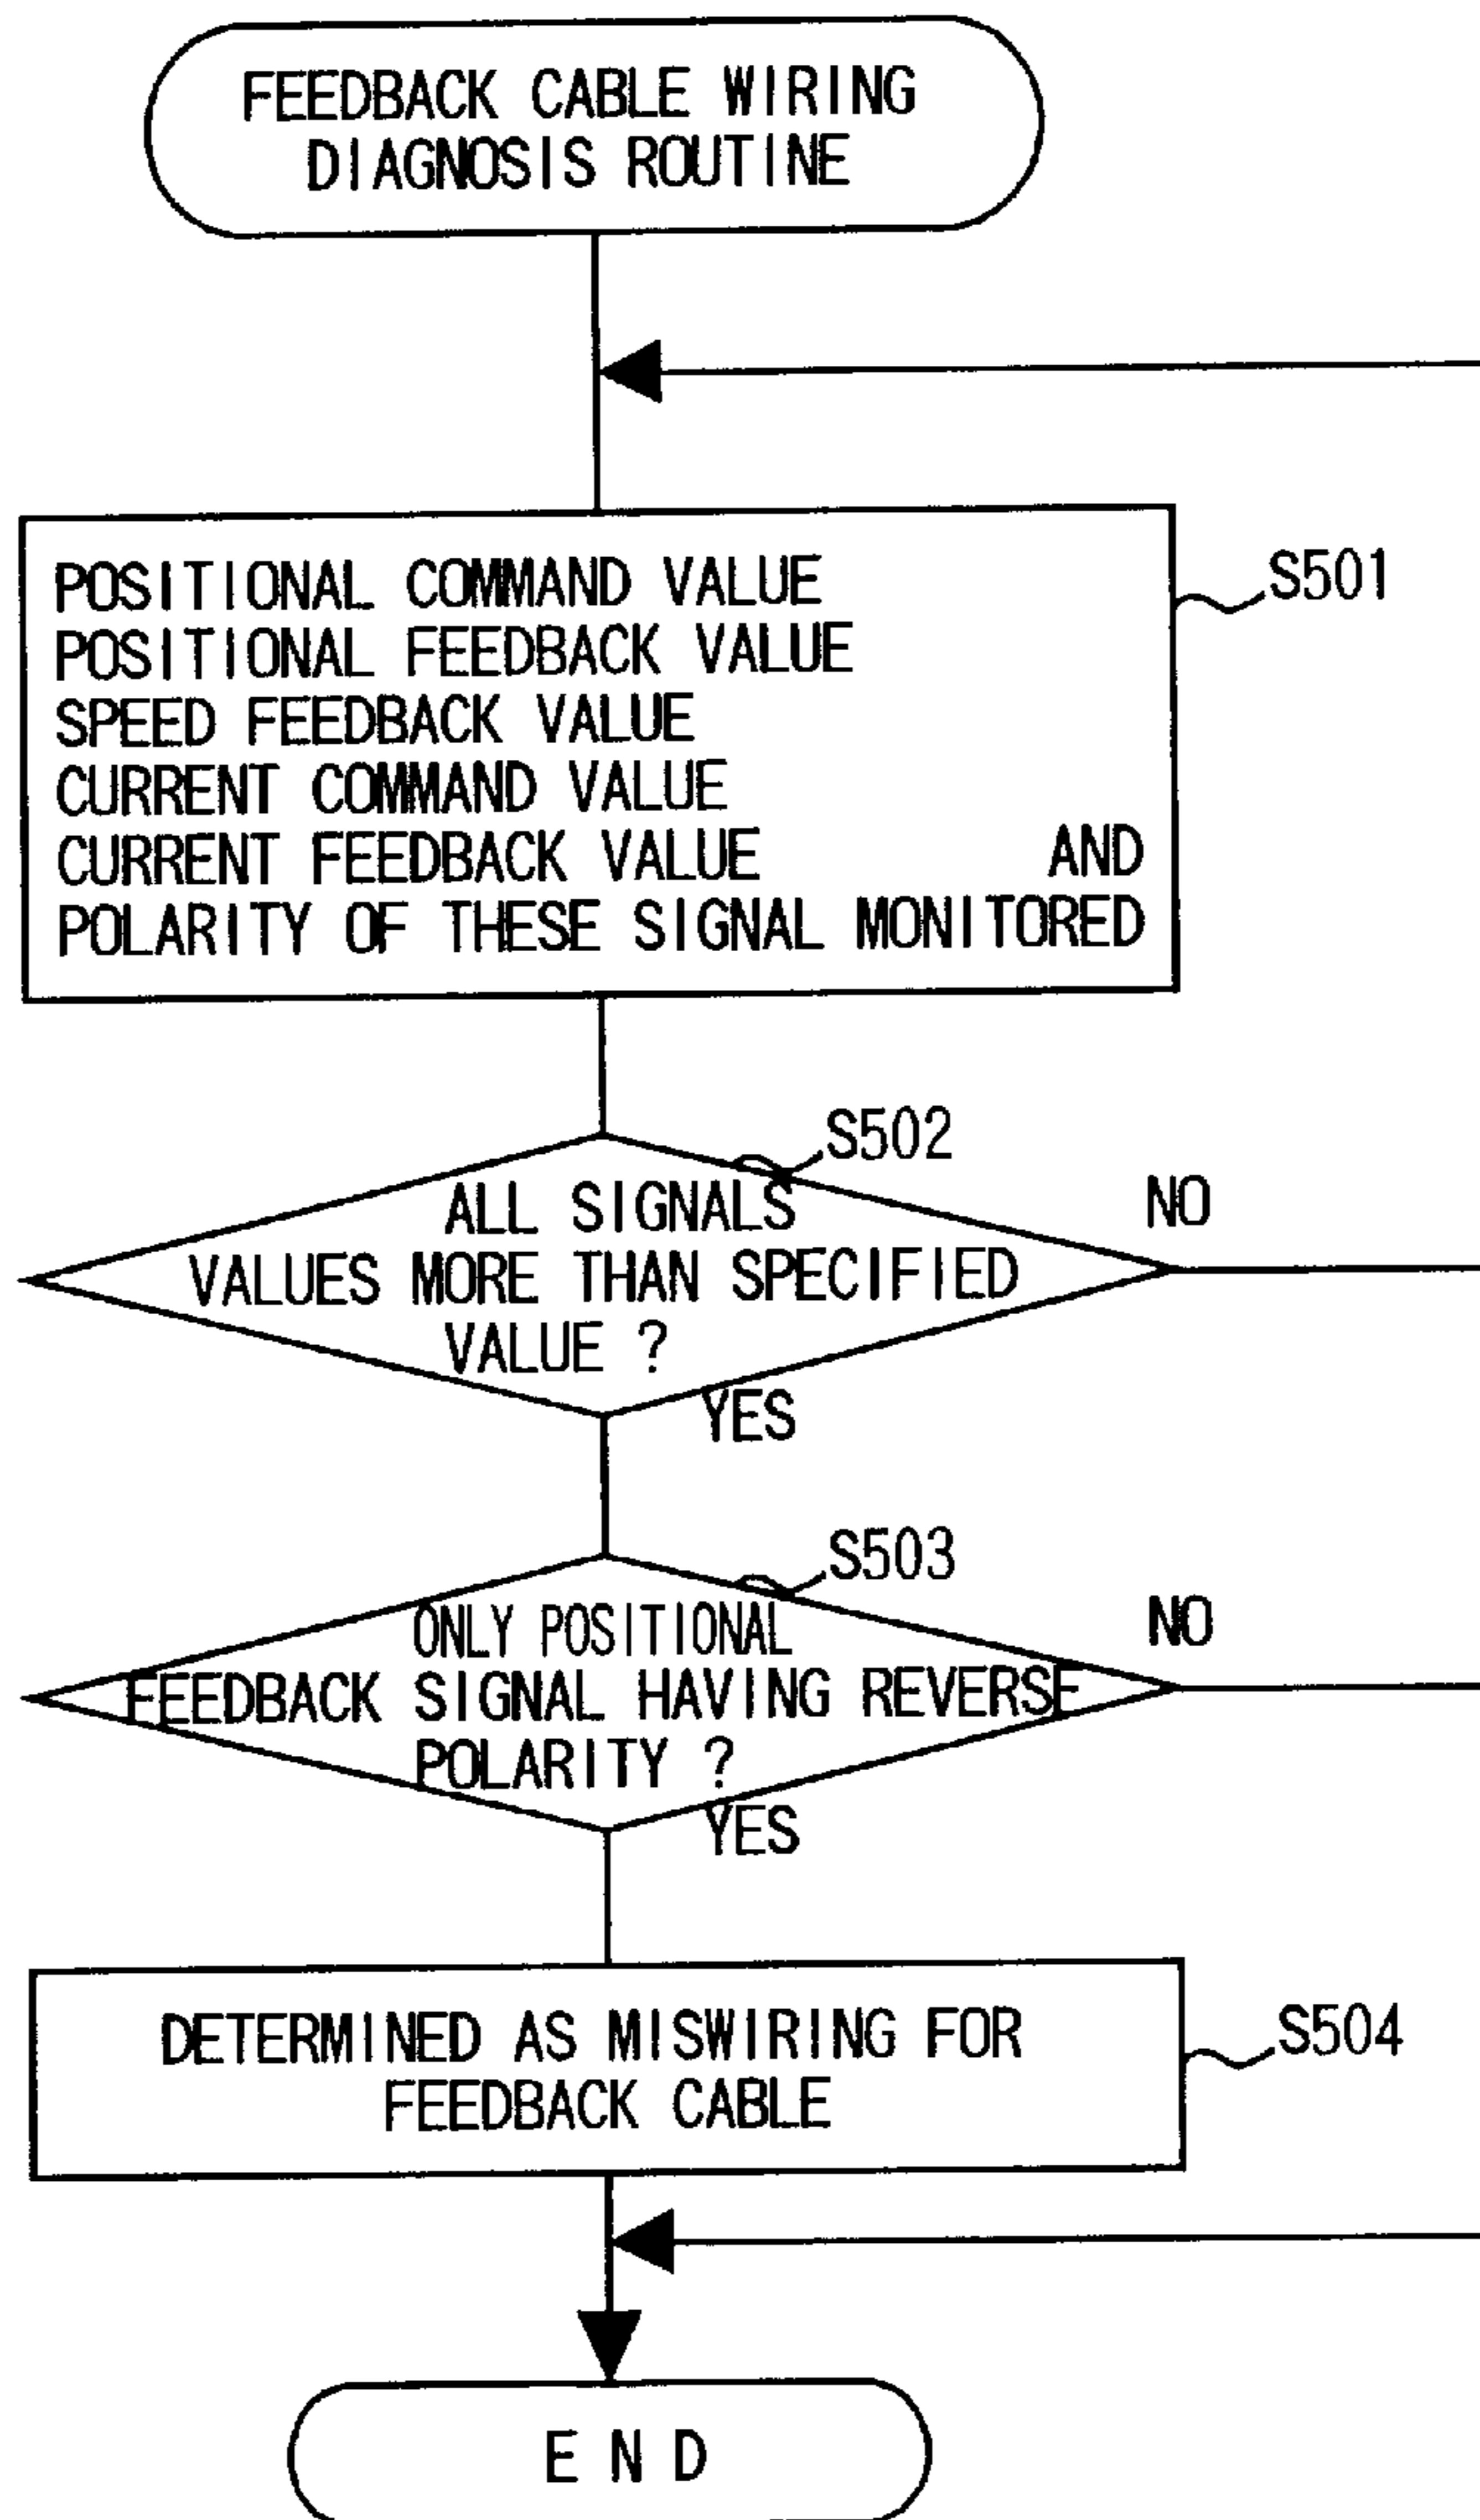 FEEDBACK CABLE WIRING
DIAGNOSIS ROUTINE
POSITIONAL COMMAND VALUE
POSITIONAL FEEDBACK VALUE
SPEED FEEDBACK VALUE
CURRENT COMMAND VALUE
CURRENT FEEDBACK VALUE AND
POLARITY OF THESE SIGNAL MONITORED
S501
S502
ALL SIGNALS
VALUES MORE THAN SPECIFIED
VALUE ?
NO
YES
S503
ONLY POSITIONAL
FEEDBACK SIGNAL HAVING REVERSE
POLARITY ?
NO
YES
DETERMINED AS MISWIRING FOR
FEEDBACK CABLE
S504
END